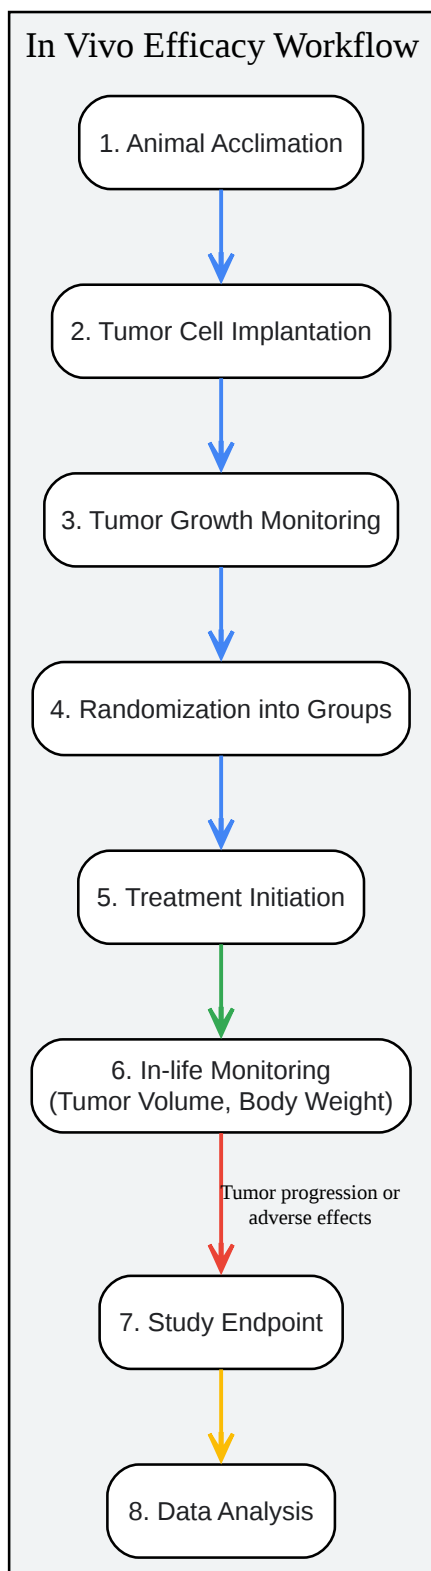 In Vivo Efficacy Workflow
1. Animal Acclimation
2. Tumor Cell Implantation
3. Tumor Growth Monitoring
4. Randomization into Groups
5. Treatment Initiation
6. In-life Monitoring
(Tumor Volume, Body Weight)
Tumor progression or
adverse effects
7. Study Endpoint
8. Data Analysis